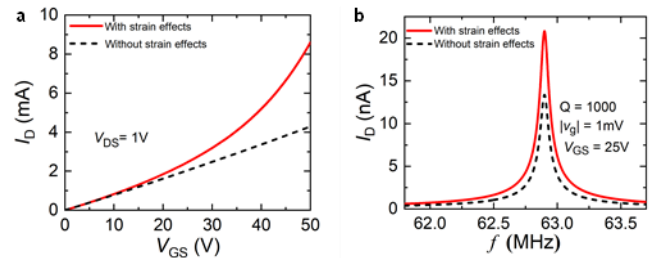 a
With strain effects
Without strain effects
V_DS= 1V
I_D (mA)
10
8
6
4
2
0
0 10 20 30 40 50
V_GS (V)
b
With strain effects
Without strain effects
Q = 1000
|v_g| = 1mV
V_GS = 25V
I_D (nA)
20
15
10
5
0
62.0 62.5 63.0 63.5
f (MHz)